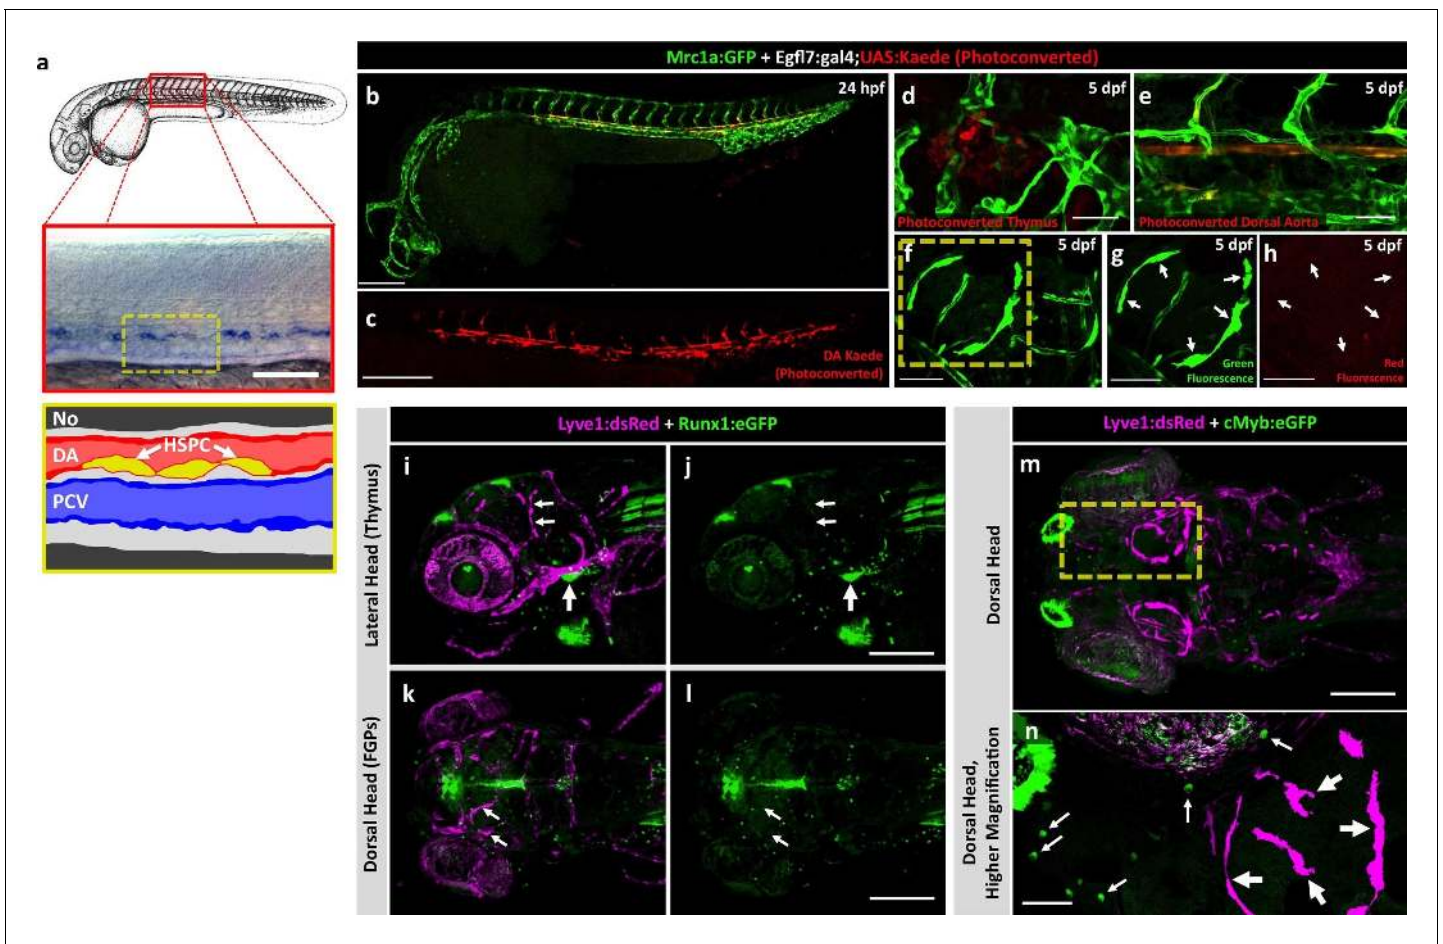 a
No
HSPC
DA
PCV
Mrc1a:GFP + Egfl7:gal4;UAS:Kaede (Photoconverted)
b
24 hpf
c
DA Kaede
(Photoconverted)
d
5 dpf
Photoconverted Thymus
e
5 dpf
Photoconverted Dorsal Aorta
f
5 dpf
g
5 dpf
Green
Fluorescence
h
5 dpf
Red
Fluorescence
Lyve1:dsRed + Runx1:eGFP
Lateral Head (Thymus)
i
j
Dorsal Head (FGPs)
k
l
Lyve1:dsRed + cMyb:eGFP
Dorsal Head
m
Dorsal Head,
Higher Magnification
n